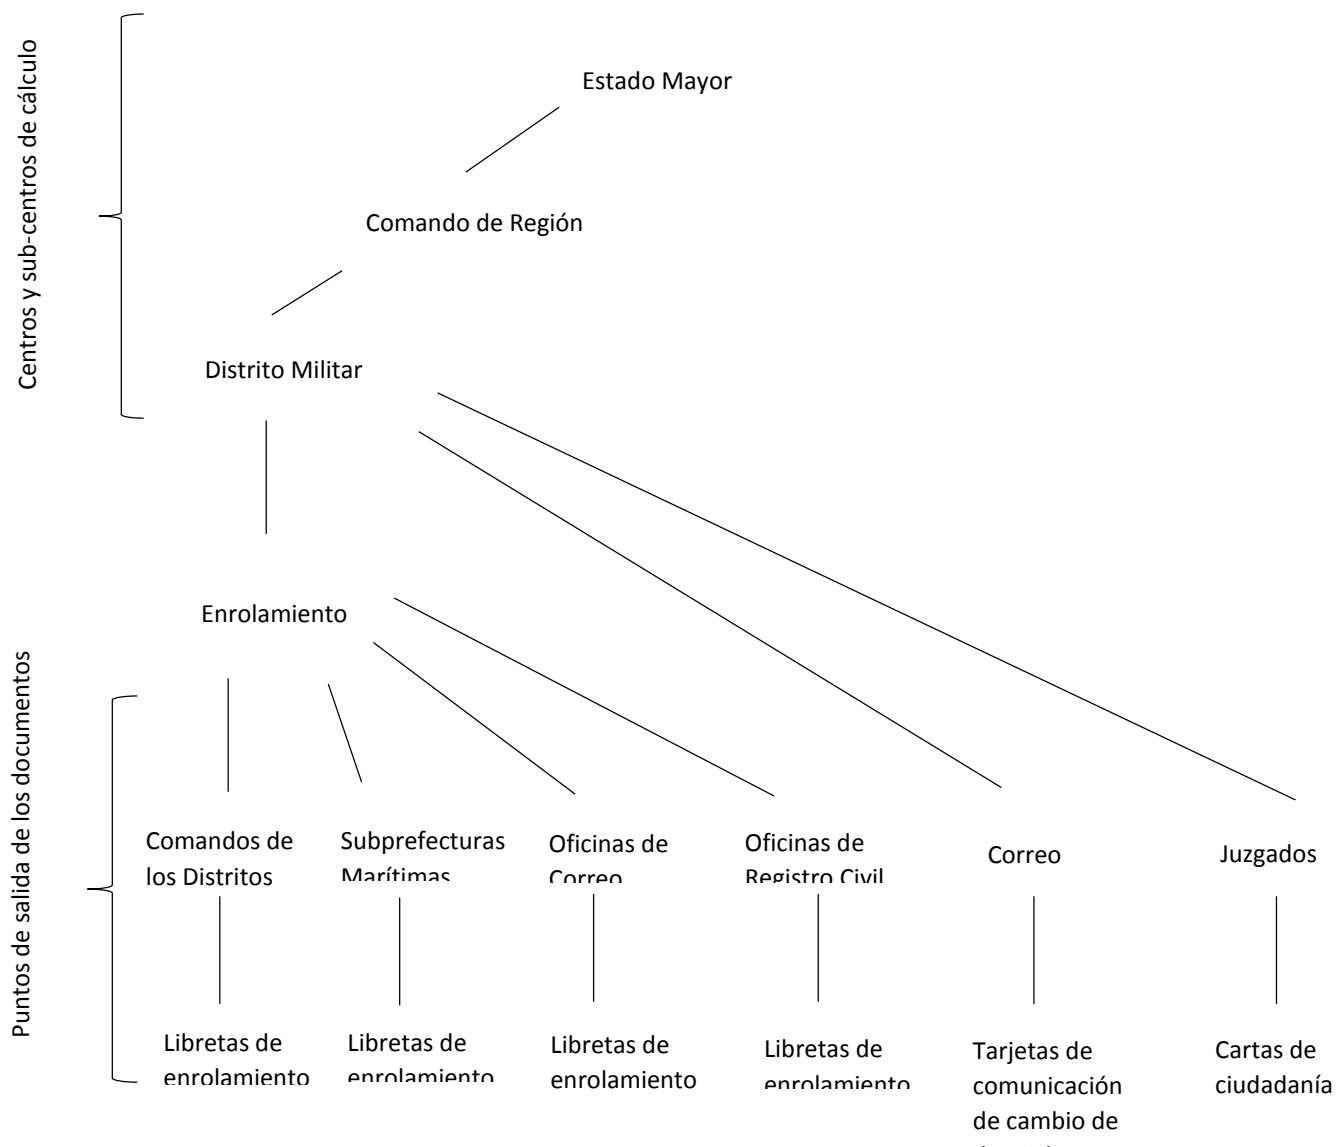 Centros y sub-centros de cálculo
Estado Mayor
Comando de Región
Distrito Militar
Enrolamiento
Puntos de salida de los documentos
Comandos de
los Distritos
Subprefecturas
Marítimas
Oficinas de
Correo
Oficinas de
Registro Civil
Correo
Juzgados
Libretas de
enrolamiento
Libretas de
enrolamiento
Libretas de
enrolamiento
Libretas de
enrolamiento
Tarjetas de
comunicación
de cambio de
Cartas de
ciudadanía